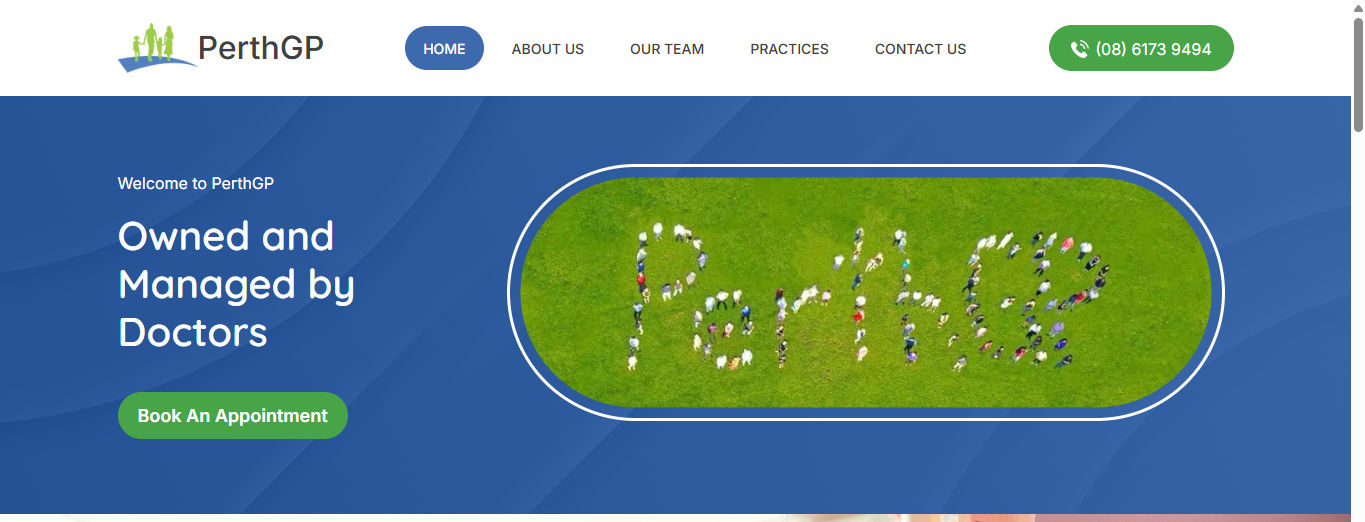 PerthGP
HOME
ABOUT US
OUR TEAM
PRACTICES
CONTACT US
(08) 6173 9494
Welcome to PerthGP
Owned and
Managed by
Doctors
Book An Appointment
PerthGP